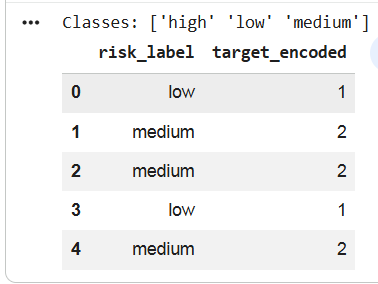 Classes: ['high' 'low' 'medium']
risk_label target_encoded
0 low 1
1 medium 2
2 medium 2
3 low 1
4 medium 2